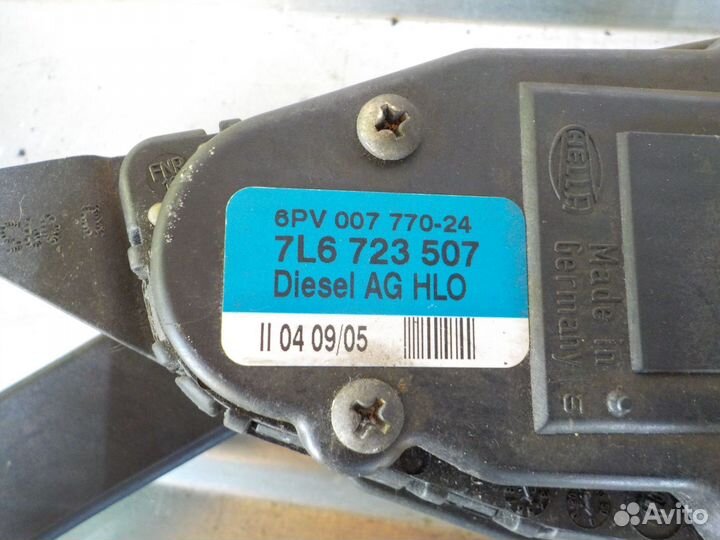 6PV 007 770-24
7L6 723 507
Diesel AG HLO
II 04 09/05
HELLA
Made in
Germany
Avito